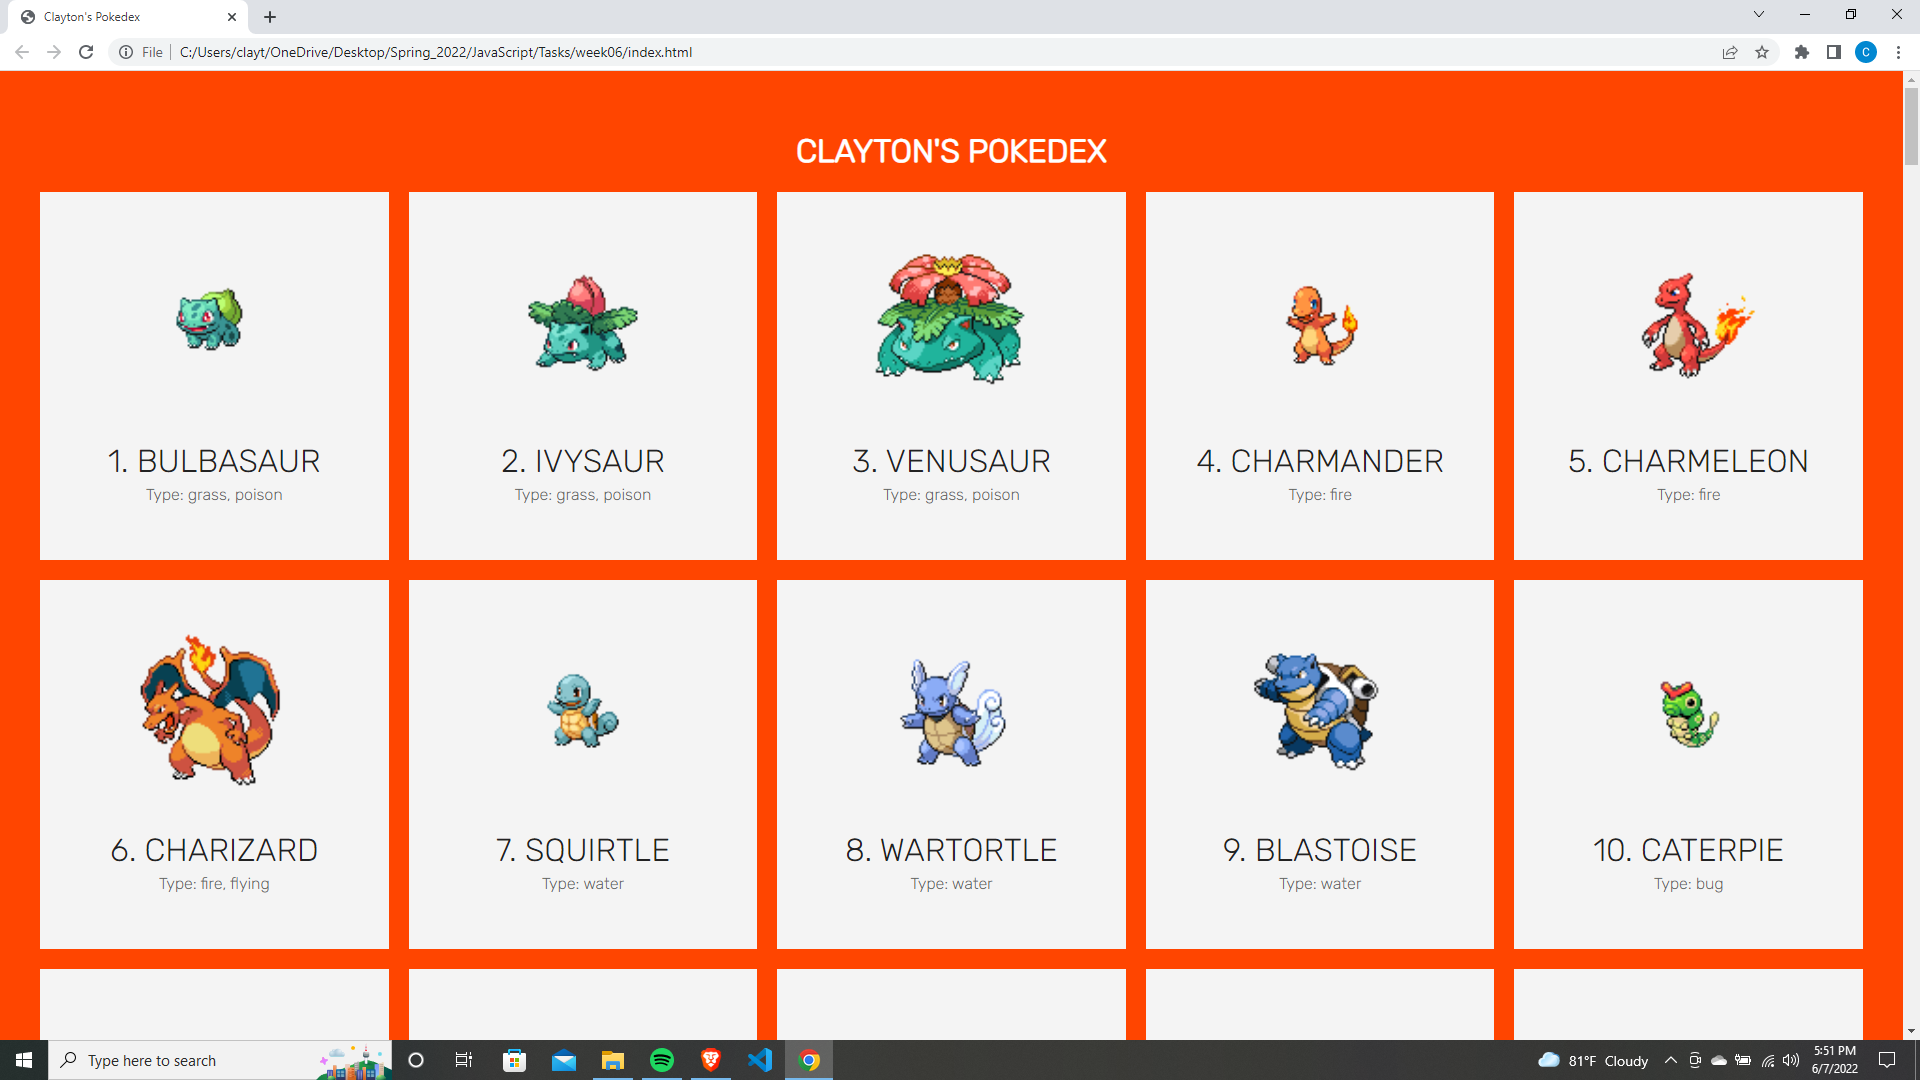 Clayton's Pokedex
File C:/Users/clayt/OneDrive/Desktop/Spring_2022/JavaScript/Tasks/week06/index.html
C
CLAYTON'S POKEDEX
1. BULBASAUR
Type: grass, poison
2. IVYSAUR
Type: grass, poison
3. VENUSAUR
Type: grass, poison
4. CHARMANDER
Type: fire
5. CHARMELEON
Type: fire
6. CHARIZARD
Type: fire, flying
7. SQUIRTLE
Type: water
8. WARTORTLE
Type: water
9. BLASTOISE
Type: water
10. CATERPIE
Type: bug
Type here to search
81°F Cloudy
5:51 PM
6/7/2022